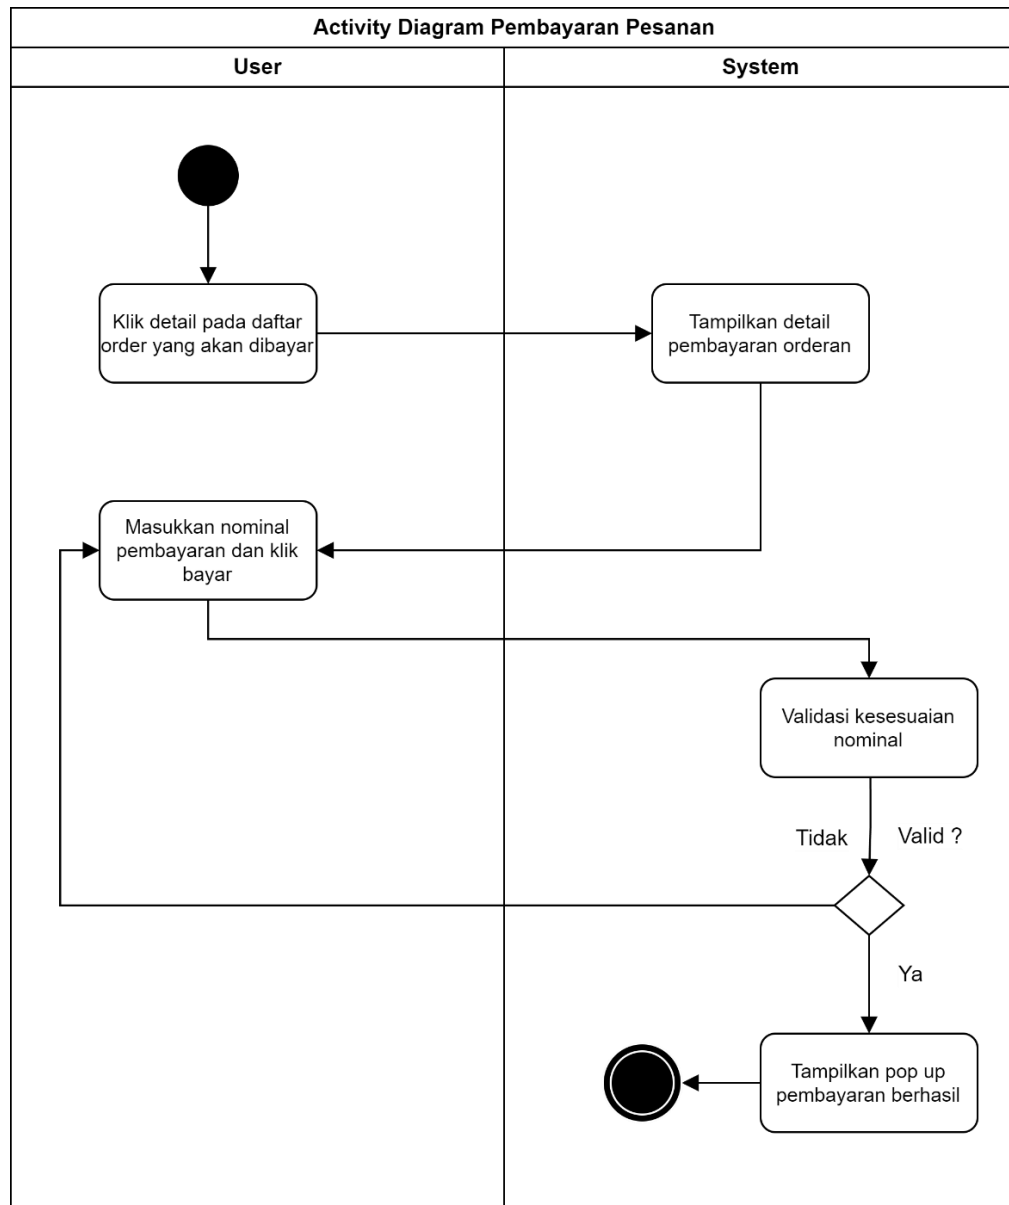 Activity Diagram Pembayaran Pesanan
User
System
Klik detail pada daftar
order yang akan dibayar
Tampilkan detail
pembayaran orderan
Masukkan nominal
pembayaran dan klik
bayar
Validasi kesesuaian
nominal
Tidak
Valid ?
Ya
Tampilkan pop up
pembayaran berhasil